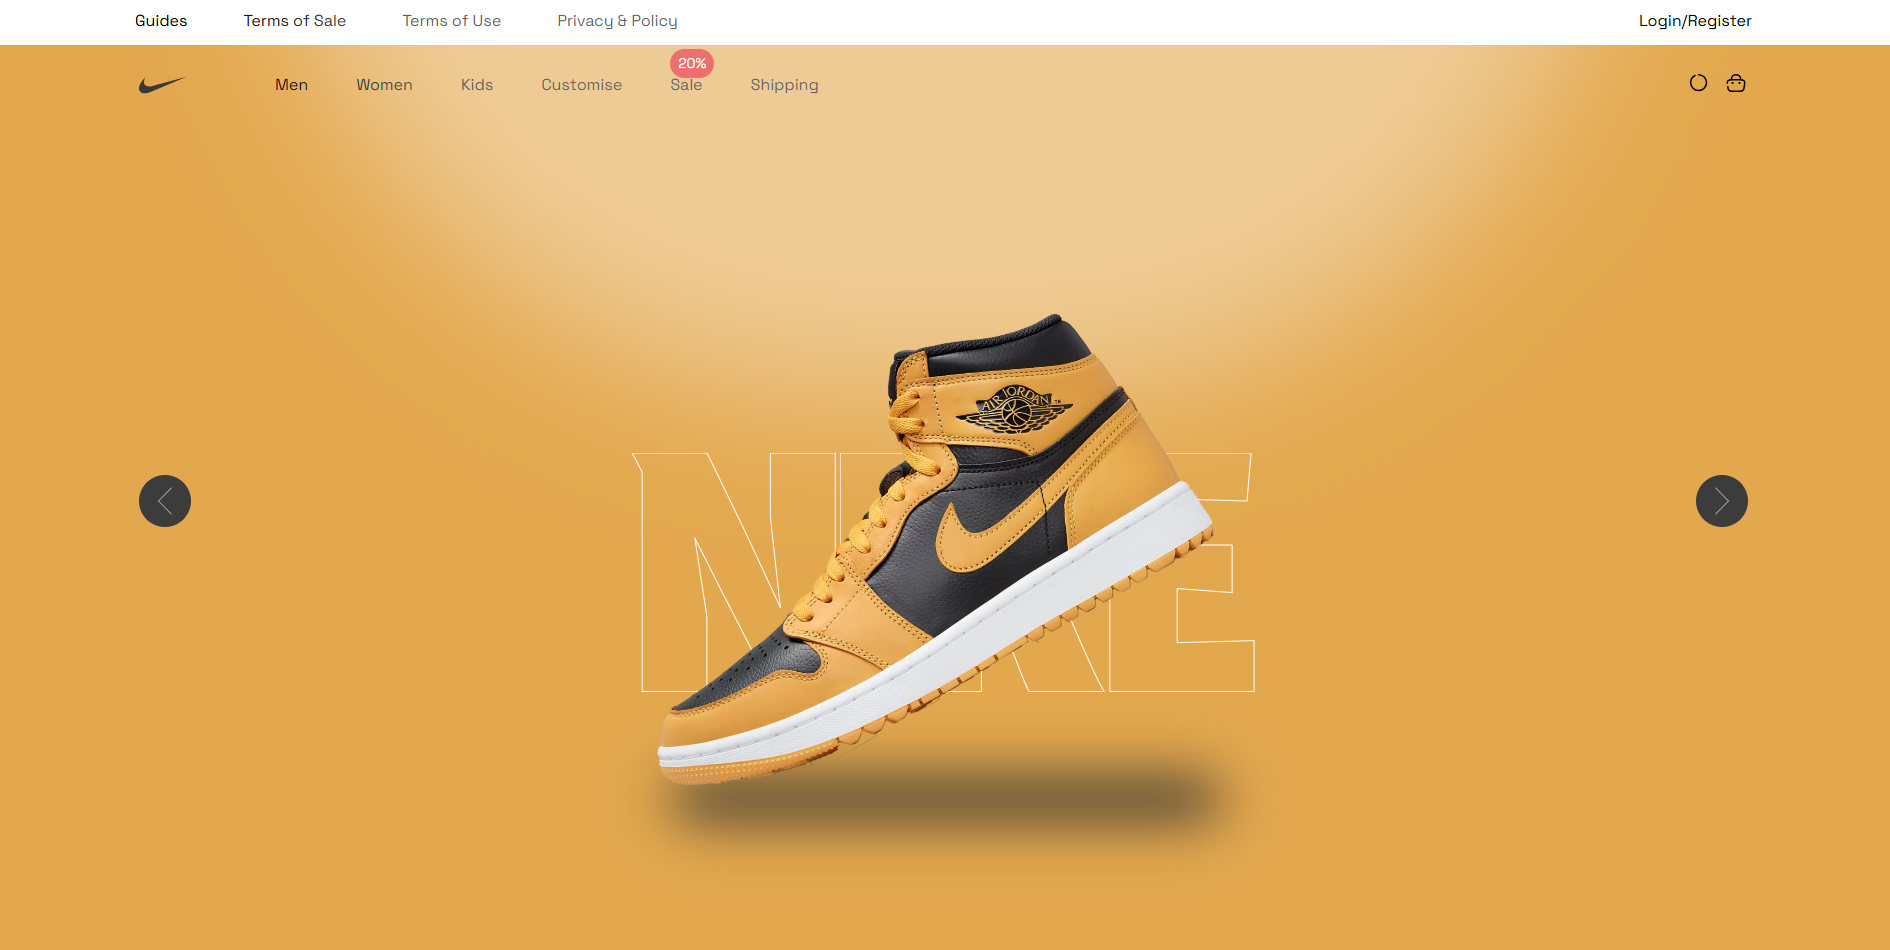 Guides Terms of Sale Terms of Use Privacy & Policy Login/Register
20%
Men Women Kids Customise Sale Shipping
AIR JORDAN TM
NIKE